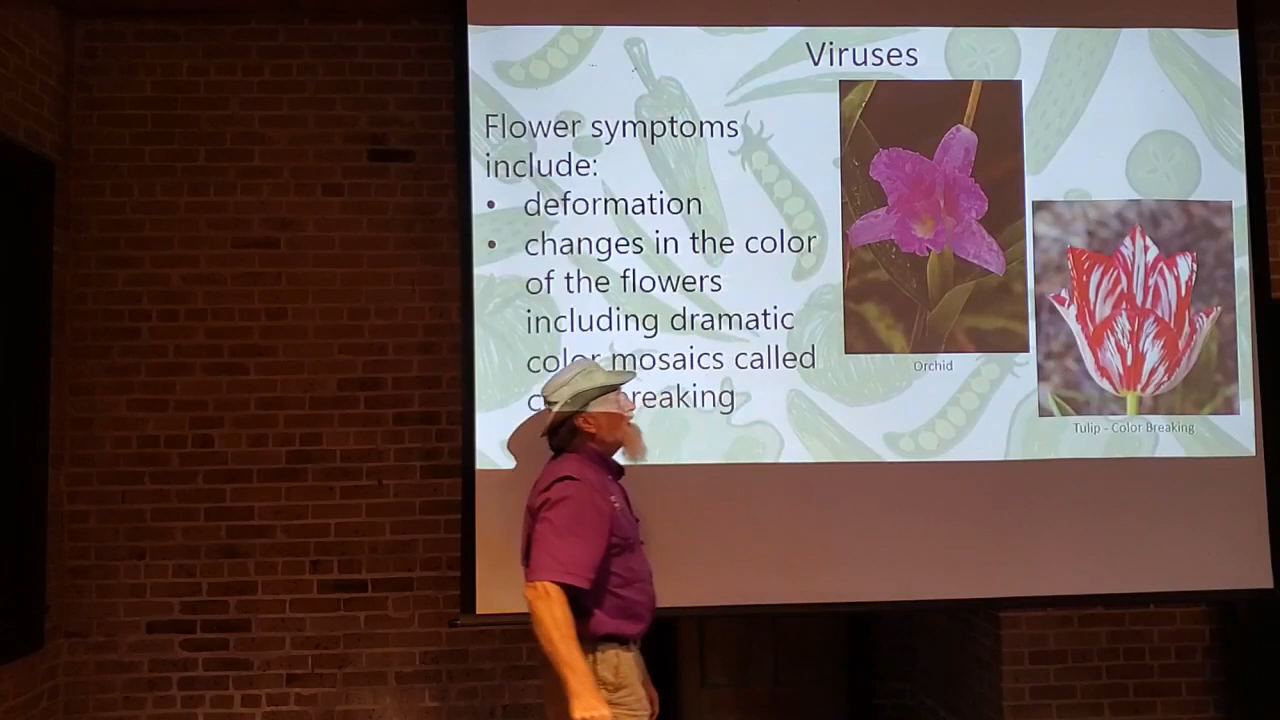 Viruses
Flower symptoms
include:
• deformation
• changes in the color
of the flowers
including dramatic
color mosaics called
breaking
Orchid
Tulip - Color Breaking